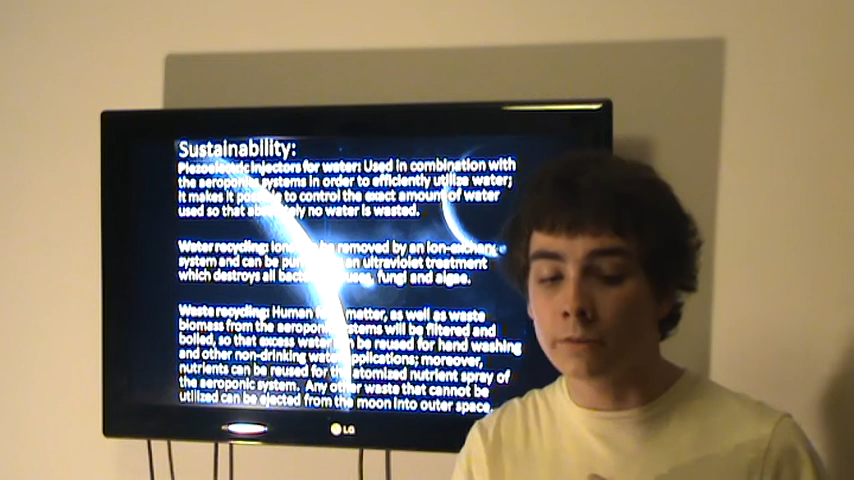 Sustainability:
Piezoelectric injectors for water: Used in combination with
the aeroponic systems in order to efficiently utilize water;
it makes it possible to control the exact amount of water
used so that absolutely no water is wasted.
Water recycling: Ions be removed by an ion-exchange
system and can be an ultraviolet treatment
which destroys all fungi and algae.
Waste recycling: Human matter, as well as waste
biomass from the aeroponic systems will be filtered and
boiled, so that excess water can be reused for hand washing
and other non-drinking water applications; moreover,
nutrients can be reused for the atomized nutrient spray of
the aeroponic system. Any other waste that cannot be
utilized can be ejected from the moon into outer space.
LG